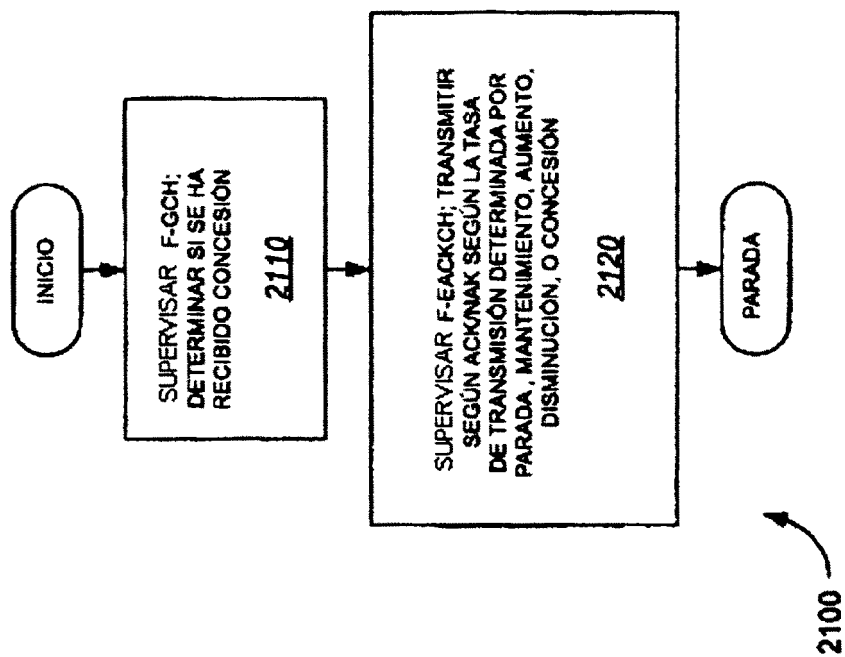 INICIO
SUPERVISAR F-GCH;
DETERMINAR SI SE HA
RECIBIDO CONCESIÓN
2110
SUPERVISAR F-EACKCH; TRANSMITIR
SEGÚN ACK/NAK SEGÚN LA TASA
DE TRANSMISIÓN DETERMINADA POR
PARADA, MANTENIMIENTO, AUMENTO,
DISMINUCIÓN, O CONCESIÓN
2120
PARADA
2100